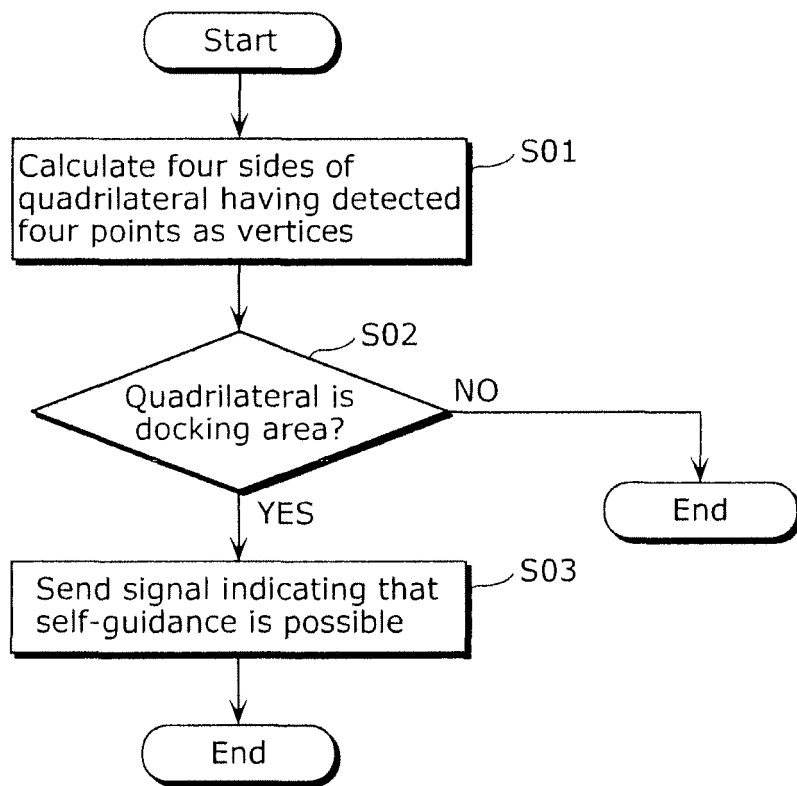 Start
S01
Calculate four sides of
quadrilateral having detected
four points as vertices
S02
Quadrilateral is
docking area?
NO
YES
End
S03
Send signal indicating that
self-guidance is possible
End